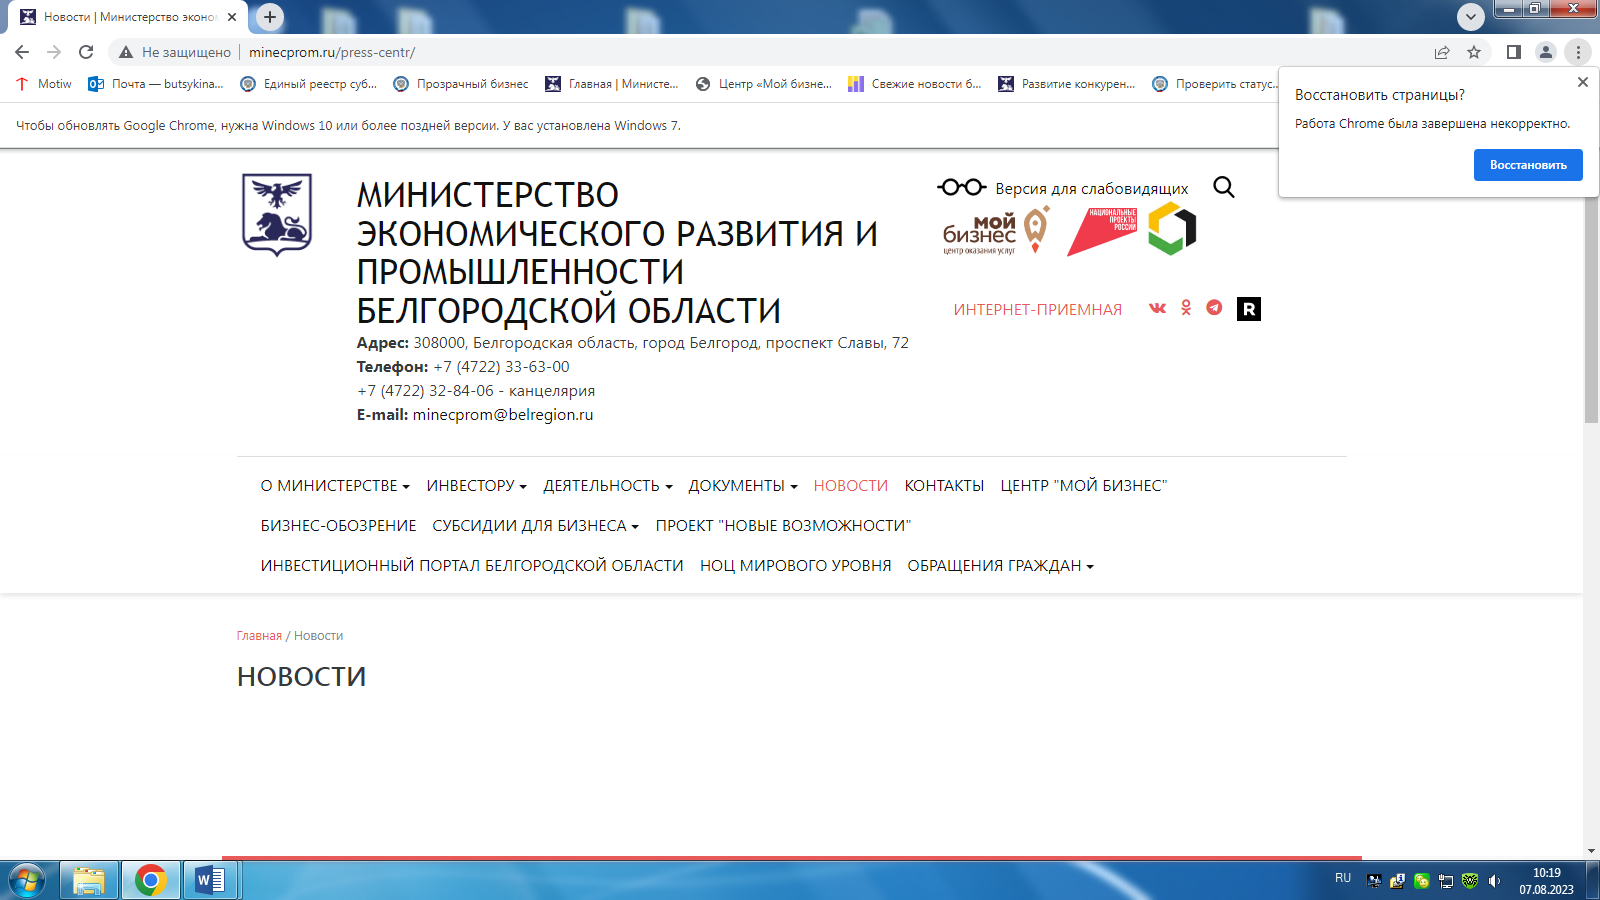 Новости | Министерство эконом
Не защищено
minecprom.ru/press-centr/
Motiw
Почта — butsykina...
Единый реестр суб...
Прозрачный бизнес
Главная | Министе...
Центр «Мой бизне...
Свежие новости б...
Развитие конкурен...
Проверить статус...
Чтобы обновлять Google Chrome, нужна Windows 10 или более поздней версии. У вас установлена Windows 7.
Восстановить страницы?
Работа Chrome была завершена некорректно.
Восстановить
МИНИСТЕРСТВО
ЭКОНОМИЧЕСКОГО РАЗВИТИЯ И
ПРОМЫШЛЕННОСТИ
БЕЛГОРОДСКОЙ ОБЛАСТИ
Адрес: 308000, Белгородская область, город Белгород, проспект Славы, 72
Телефон: +7 (4722) 33-63-00
+7 (4722) 32-84-06 - канцелярия
E-mail: minecprom@belregion.ru
Версия для слабовидящих
мой
бизнес
центр оказания услуг
НАЦИОНАЛЬНЫЕ
ПРОЕКТЫ
РОССИИ
ИНТЕРНЕТ-ПРИЕМНАЯ
R
О МИНИСТЕРСТВЕ ИНВЕСТОРУ ДЕЯТЕЛЬНОСТЬ ДОКУМЕНТЫ НОВОСТИ КОНТАКТЫ ЦЕНТР "МОЙ БИЗНЕС"
БИЗНЕС-ОБОЗРЕНИЕ СУБСИДИИ ДЛЯ БИЗНЕСА ПРОЕКТ "НОВЫЕ ВОЗМОЖНОСТИ"
ИНВЕСТИЦИОННЫЙ ПОРТАЛ БЕЛГОРОДСКОЙ ОБЛАСТИ НОЦ МИРОВОГО УРОВНЯ ОБРАЩЕНИЯ ГРАЖДАН
Главная / Новости
НОВОСТИ
RU
10:19
07.08.2023